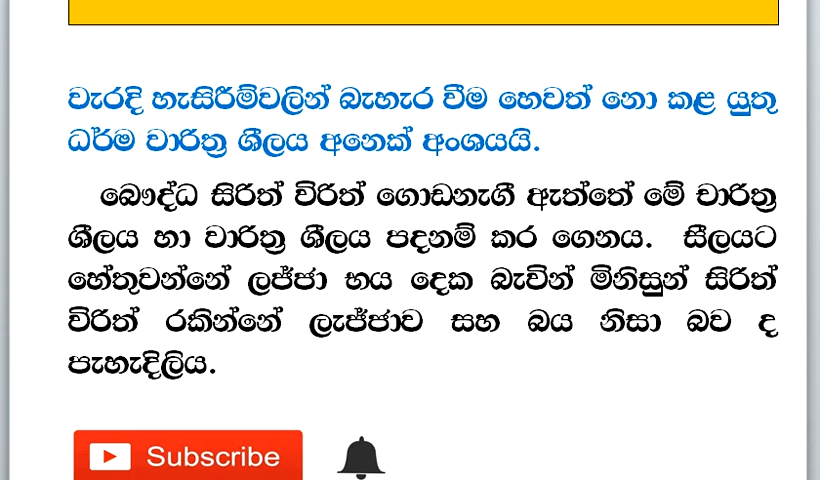 වැරදි හැසිරීම්වලින් බැහැර වීම හෙවත් නො කළ යුතු
ධර්ම වාරිත්‍ර ශීලය අනෙක් අංශයයි.
බෞද්ධ සිරිත් විරිත් ගොඩනැගී ඇත්තේ මේ චාරිත්‍ර
ශීලය හා වාරිත්‍ර ශීලය පදනම් කර ගෙනය. සීලයට
හේතුවන්නේ ලජ්ජා භය දෙක බැවින් මිනිසුන් සිරිත්
විරිත් රකින්නේ ලැජ්ජාව සහ බය නිසා බව ද
පැහැදිලිය.
Subscribe